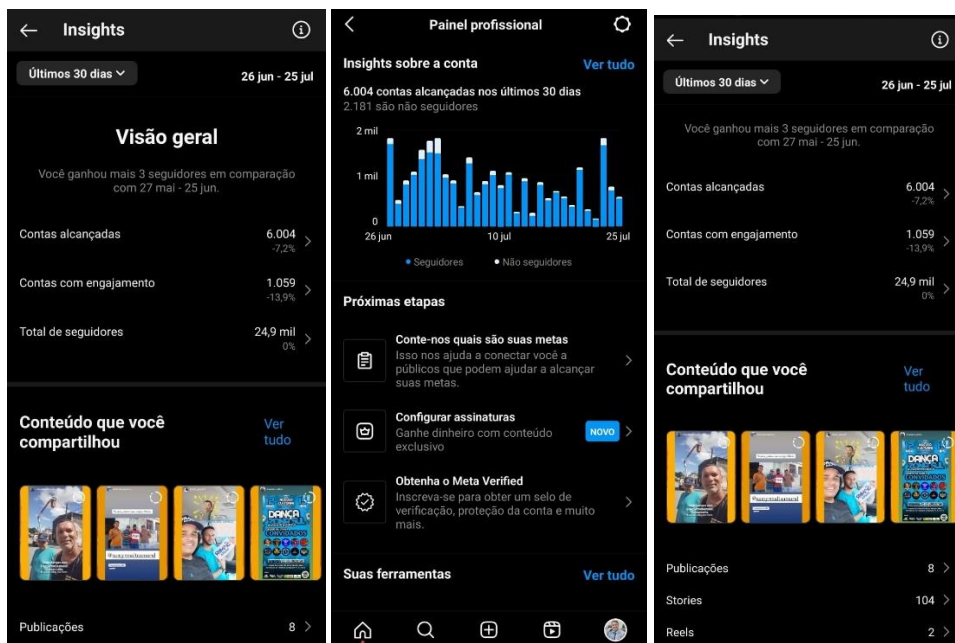 Insights
Últimos 30 dias
26 jun - 25 jul
Visão geral
Você ganhou mais 3 seguidores em comparação
com 27 mai - 25 jun.
Contas alcançadas
6.004
-7,2%
Contas com engajamento
1.059
-13,9%
Total de seguidores
24,9 mil
0%
Conteúdo que você
compartilhou
Ver
tudo
DANÇA
CONVIDADOS
Publicações
8
Painel profissional
Insights sobre a conta
Ver tudo
6.004 contas alcançadas nos últimos 30 dias
2.181 são não seguidores
2 mil
1 mil
0
26 jun
10 jul
25 jul
Seguidores
Não seguidores
Próximas etapas
Conte-nos quais são suas metas
Isso nos ajuda a conectar você a
públicos que podem ajudar a alcançar
suas metas.
Configurar assinaturas
Ganhe dinheiro com conteúdo
exclusivo
NOVO
Obtenha o Meta Verified
Inscreva-se para obter um selo de
verificação, proteção da conta e muito
mais.
Suas ferramentas
Ver tudo
Insights
Últimos 30 dias
26 jun - 25 jul
Você ganhou mais 3 seguidores em comparação
com 27 mai - 25 jun.
Contas alcançadas
6.004
-7,2%
Contas com engajamento
1.059
-13,9%
Total de seguidores
24,9 mil
0%
Conteúdo que você
compartilhou
Ver
tudo
DANÇA
CONVIDADOS
Publicações
8
Stories
104
Reels
2